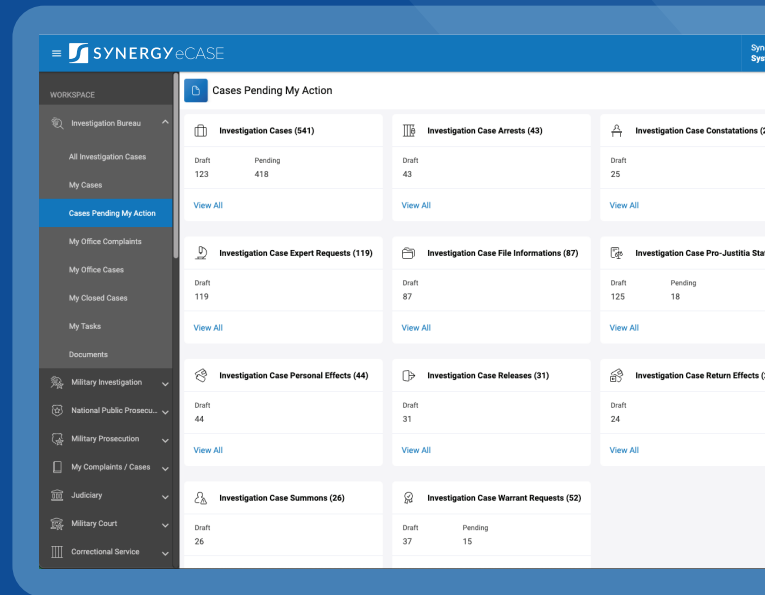 SYNERGY eCASE
Syn
Sys
WORKSPACE
Investigation Bureau
All Investigation Cases
My Cases
Cases Pending My Action
My Office Complaints
My Office Cases
My Closed Cases
My Tasks
Documents
Military Investigation
National Public Prosecu...
Military Prosecution
My Complaints / Cases
Judiciary
Military Court
Correctional Service
Cases Pending My Action
Investigation Cases (541)
Draft Pending
123 418
View All
Investigation Case Arrests (43)
Draft
43
View All
Investigation Case Constatations (2
Draft
25
View All
Investigation Case Expert Requests (119)
Draft
119
View All
Investigation Case File Informations (87)
Draft
87
View All
Investigation Case Pro-Justitia Sta
Draft Pending
125 18
View All
Investigation Case Personal Effects (44)
Draft
44
View All
Investigation Case Releases (31)
Draft
31
View All
Investigation Case Return Effects (
Draft
24
View All
Investigation Case Summons (26)
Draft
26
Investigation Case Warrant Requests (52)
Draft Pending
37 15